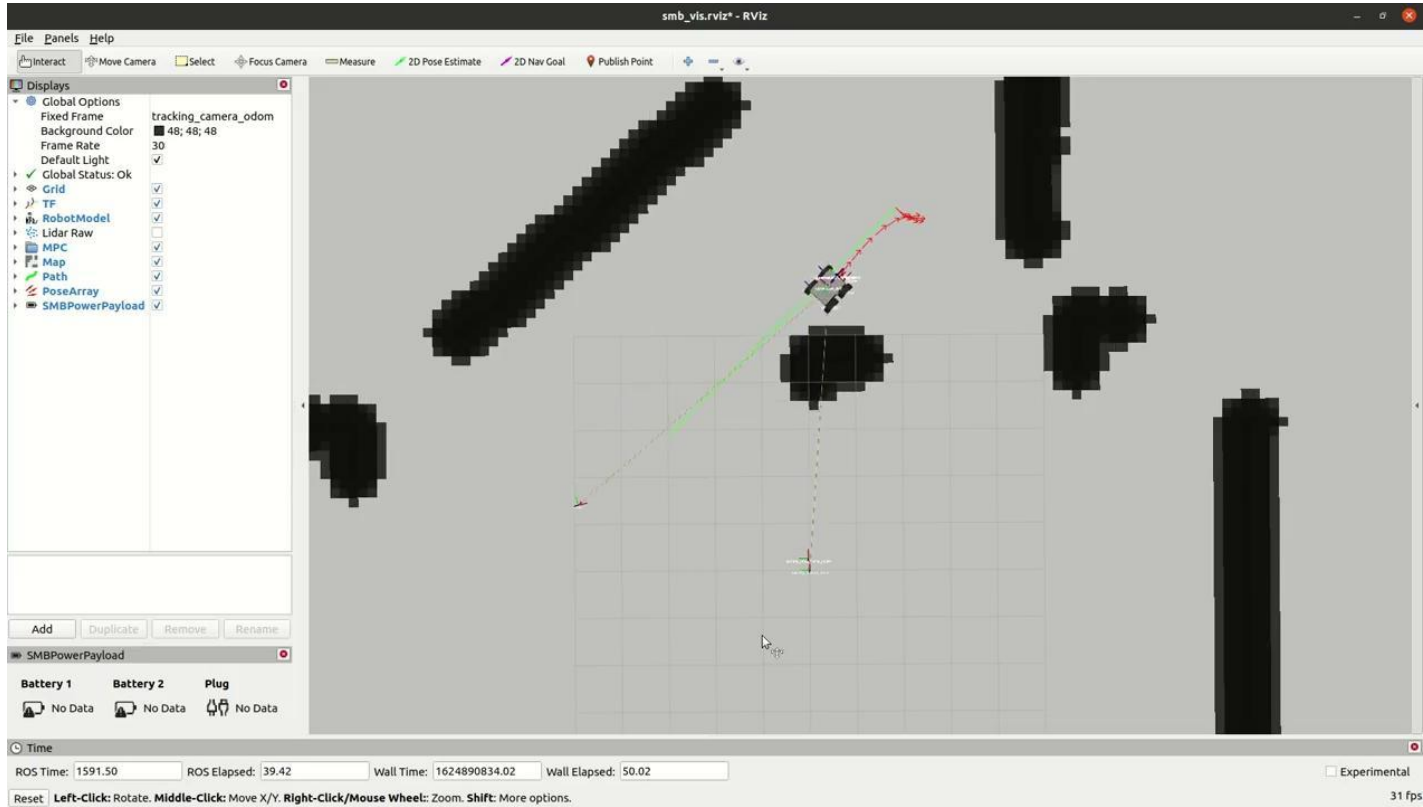 smb_vis.rviz* - RViz
File Panels Help
Interact Move Camera Select Focus Camera Measure 2D Pose Estimate 2D Nav Goal Publish Point
Displays
Global Options
Fixed Frame tracking_camera_odom
Background Color 48; 48; 48
Frame Rate 30
Default Light
Global Status: Ok
Grid
TF
RobotModel
Lidar Raw
MPC
Map
Path
PoseArray
SMBPowerPayload
Add Duplicate Remove Rename
SMBPowerPayload
Battery 1 Battery 2 Plug
No Data No Data No Data
Time
ROS Time: 1591.50 ROS Elapsed: 39.42 Wall Time: 1624890834.02 Wall Elapsed: 50.02 Experimental
Reset Left-Click: Rotate. Middle-Click: Move X/Y. Right-Click/Mouse Wheel:: Zoom. Shift: More options. 31 fps